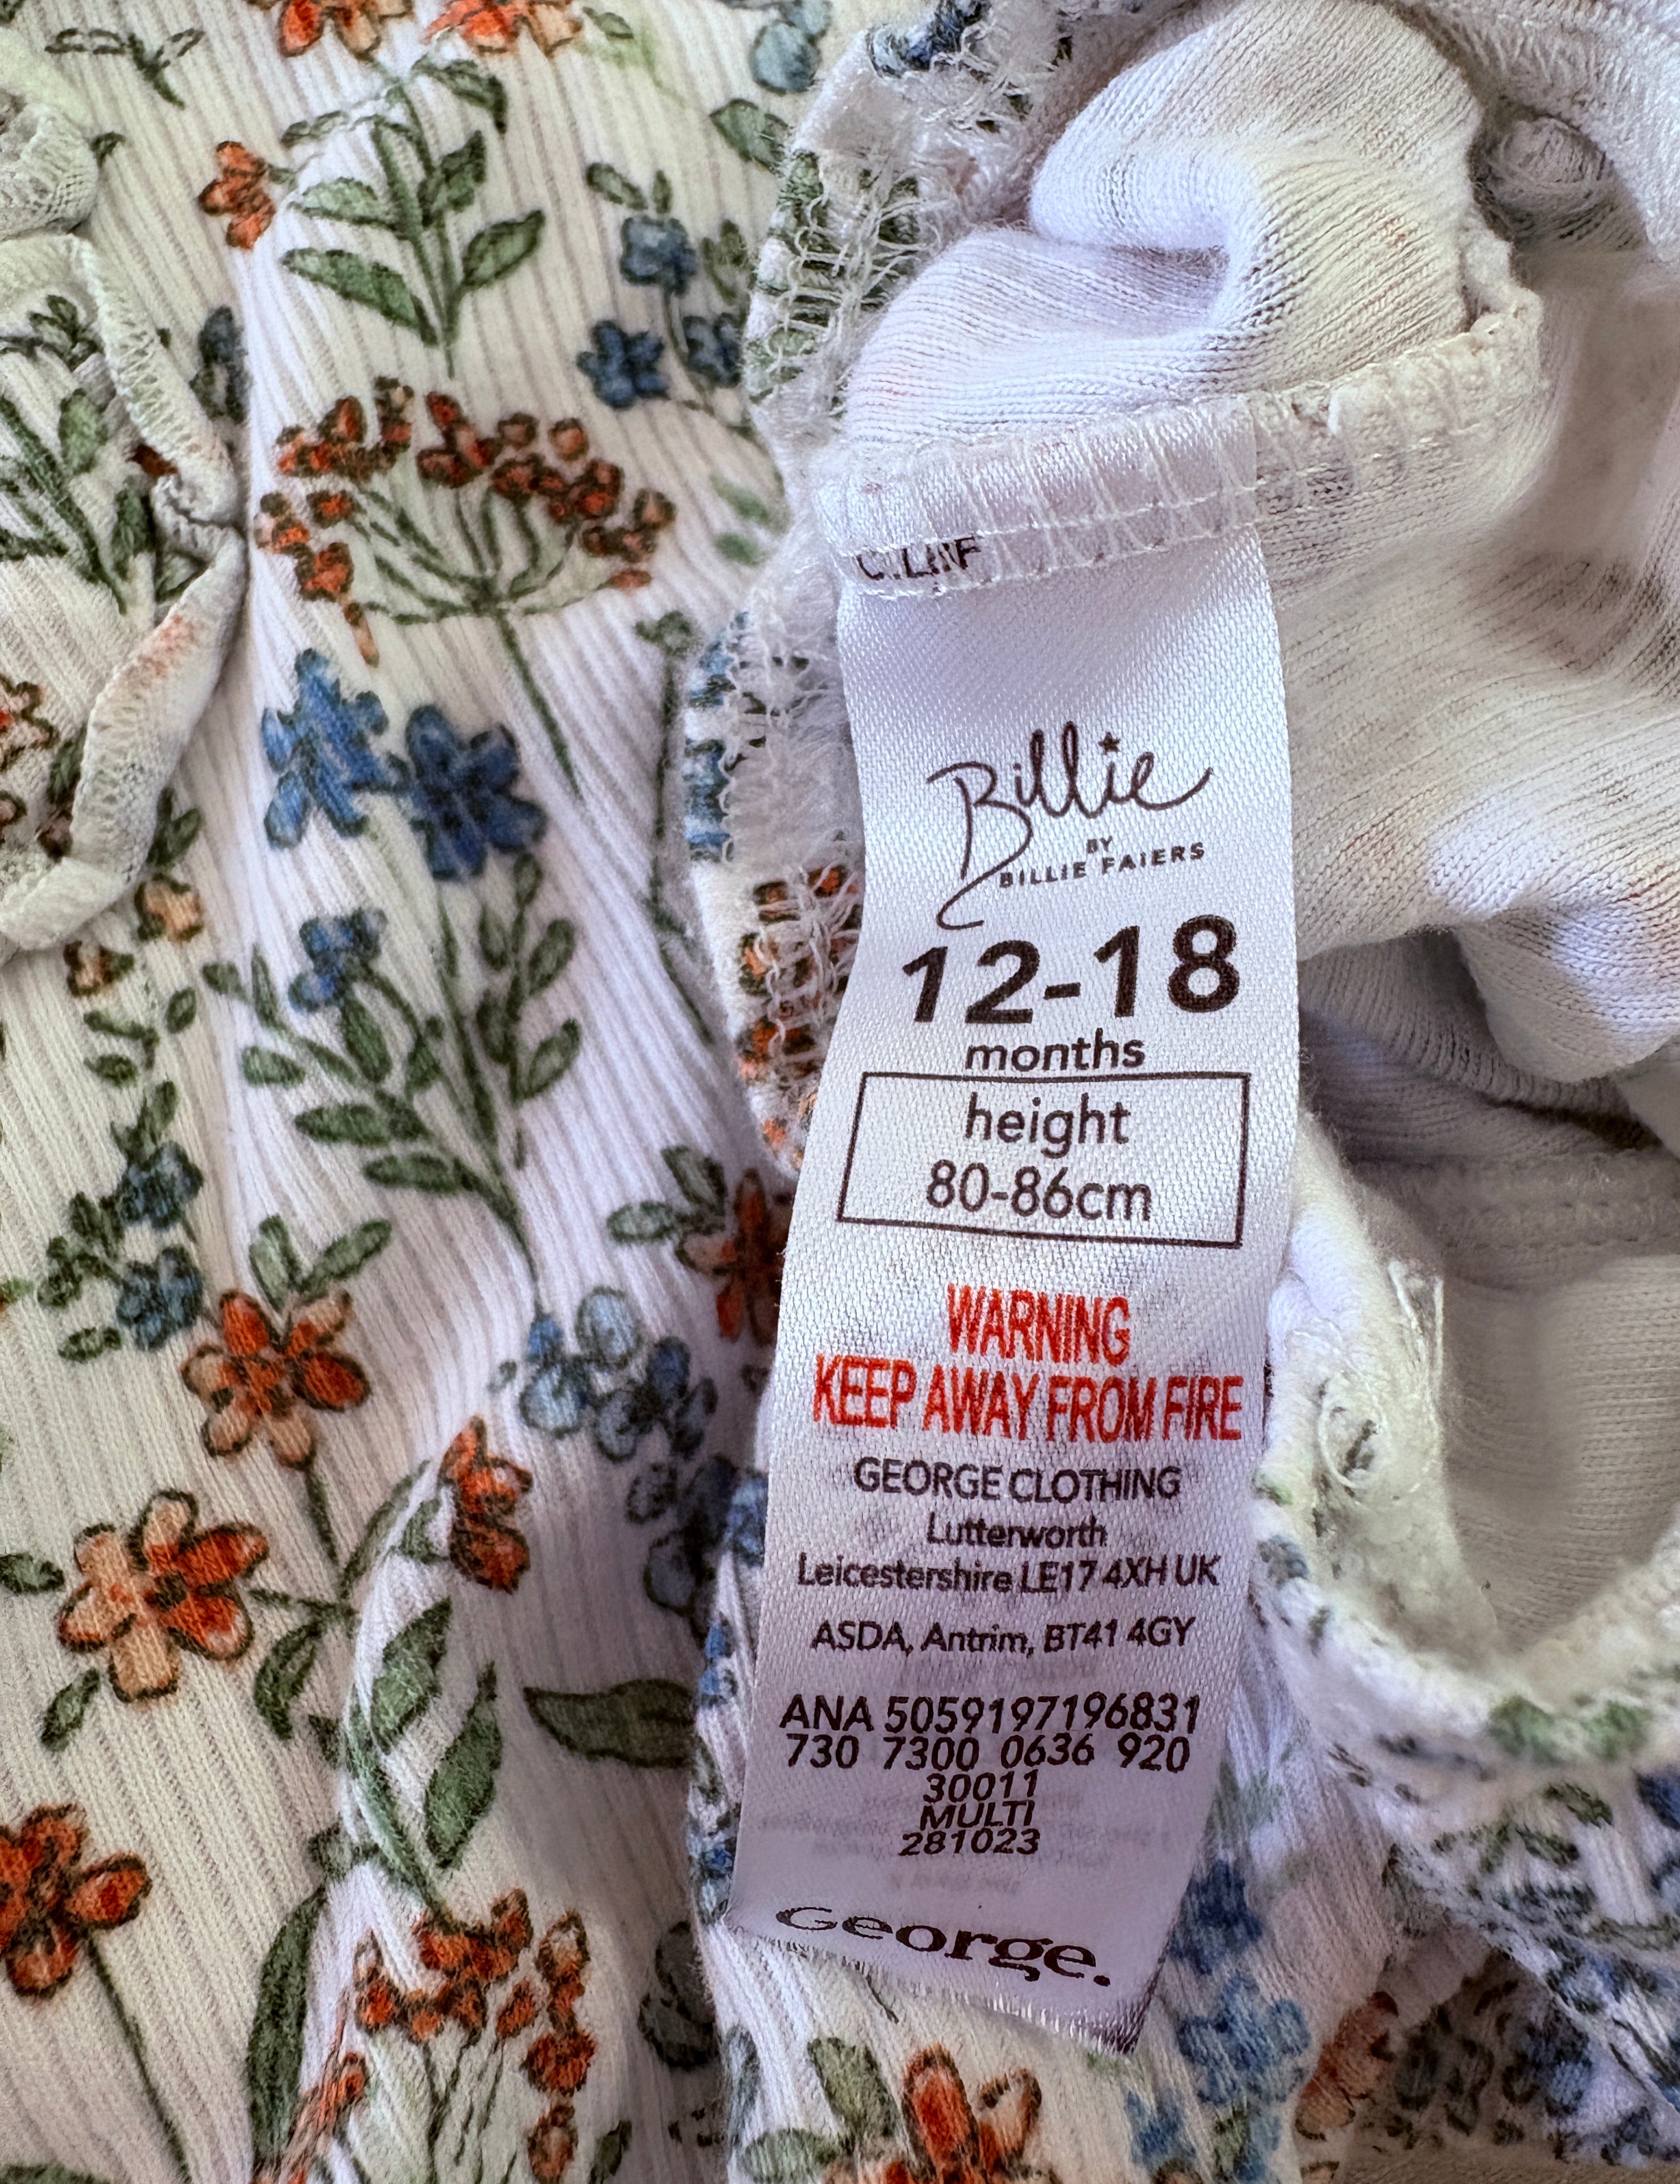 Billie
BY
BILLIE FAIERS
12-18
months
height
80-86cm
WARNING
KEEP AWAY FROM FIRE
GEORGE CLOTHING
Lutterworth
Leicestershire LE17 4XH UK
ASDA, Antrim, BT41 4GY
ANA 5059197196831
730 7300 0636 920
30011
MULTI
281023
George.